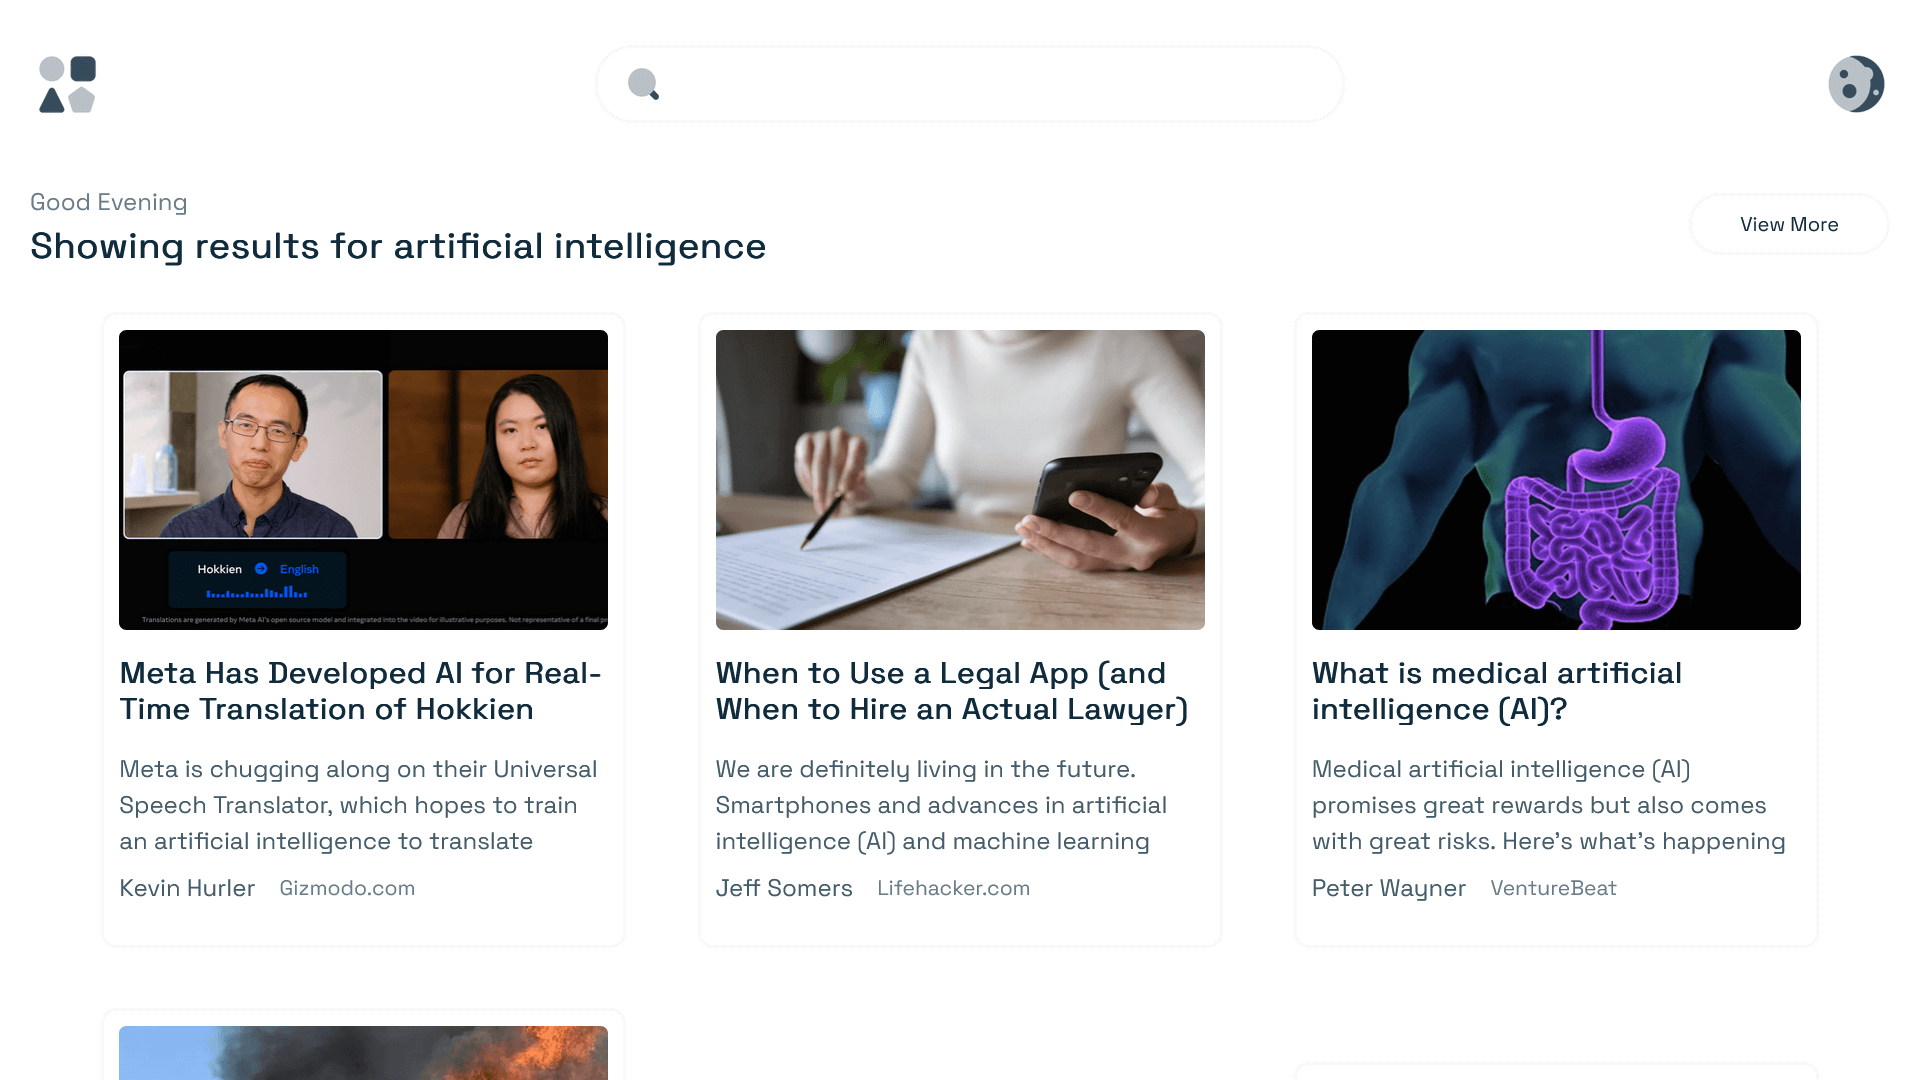 Good Evening
Showing results for artificial intelligence
View More
Hokkien English
Translations are generated by Meta AI's open source model and integrated into the video for illustrative purposes. Not representative of a final
Meta Has Developed AI for Real-
Time Translation of Hokkien
Meta is chugging along on their Universal
Speech Translator, which hopes to train
an artificial intelligence to translate
Kevin Hurler Gizmodo.com
When to Use a Legal App (and
When to Hire an Actual Lawyer)
We are definitely living in the future.
Smartphones and advances in artificial
intelligence (AI) and machine learning
Jeff Somers Lifehacker.com
What is medical artificial
intelligence (AI)?
Medical artificial intelligence (AI)
promises great rewards but also comes
with great risks. Here's what's happening
Peter Wayner VentureBeat